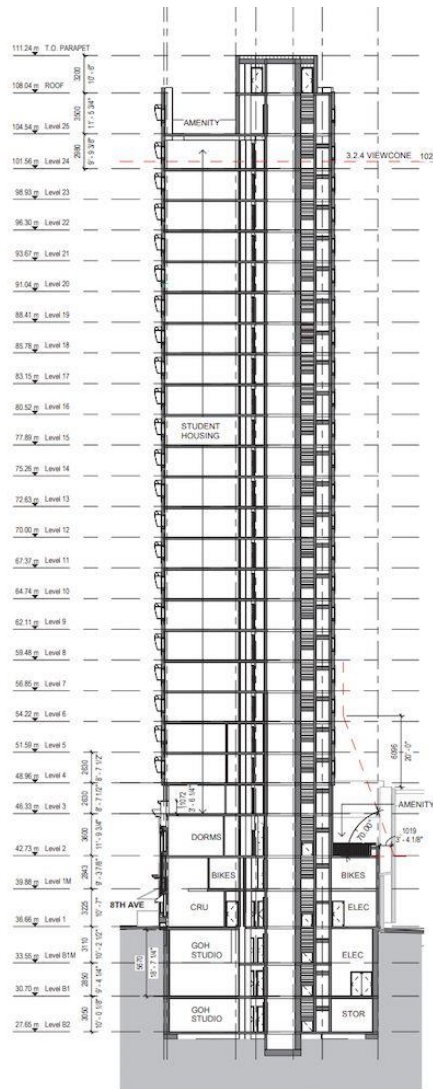 111.24 m T.O. PARAPET
3200
10'- 6"
108.04 m ROOF
3500
11'- 5 3/4"
AMENITY
104.54 m Level 25
2980
9'- 9 3/8"
101.56 m Level 24
3.2.4 VIEWCONE 102
98.93 m Level 23
96.30 m Level 22
93.67 m Level 21
91.04 m Level 20
88.41 m Level 19
85.78 m Level 18
83.15 m Level 17
80.52 m Level 16
STUDENT
HOUSING
77.89 m Level 15
75.26 m Level 14
72.63 m Level 13
70.00 m Level 12
67.37 m Level 11
64.74 m Level 10
62.11 m Level 9
59.48 m Level 8
56.85 m Level 7
54.22 m Level 6
6096
20'- 0"
51.59 m Level 5
2630
8'- 7 1/2"
48.96 m Level 4
2630
8'- 7 1/2"
1072
3'- 6 1/4"
46.33 m Level 3
AMENITY
3600
11'- 9 3/4"
DORMS
70.00°
1019
3'- 4 1/8"
42.73 m Level 2
2843
9'- 3 7/8"
BIKES
BIKES
39.88 m Level 1M
3225
10'- 7"
8TH AVE
CRU
ELEC
36.66 m Level 1
3110
10'- 2 1/2"
5670
18'- 7 1/4"
GOH
STUDIO
ELEC
33.55 m Level B1M
2850
9'- 4 1/4"
30.70 m Level B1
3050
10'- 0 1/8"
GOH
STUDIO
STOR
27.65 m Level B2